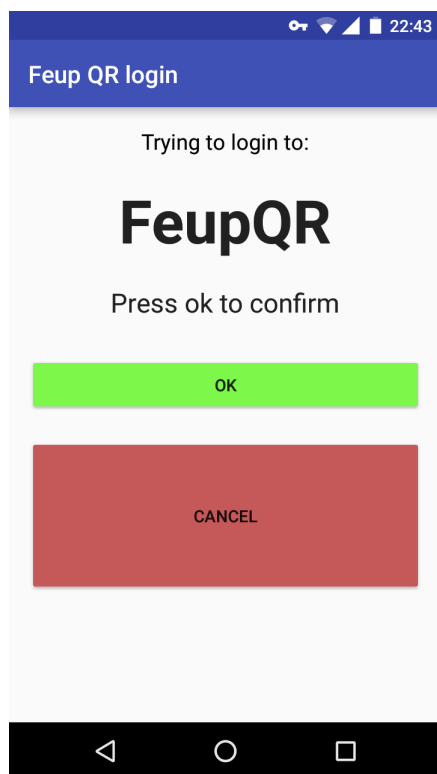 22:43
Feup QR login
Trying to login to:
FeupQR
Press ok to confirm
OK
CANCEL